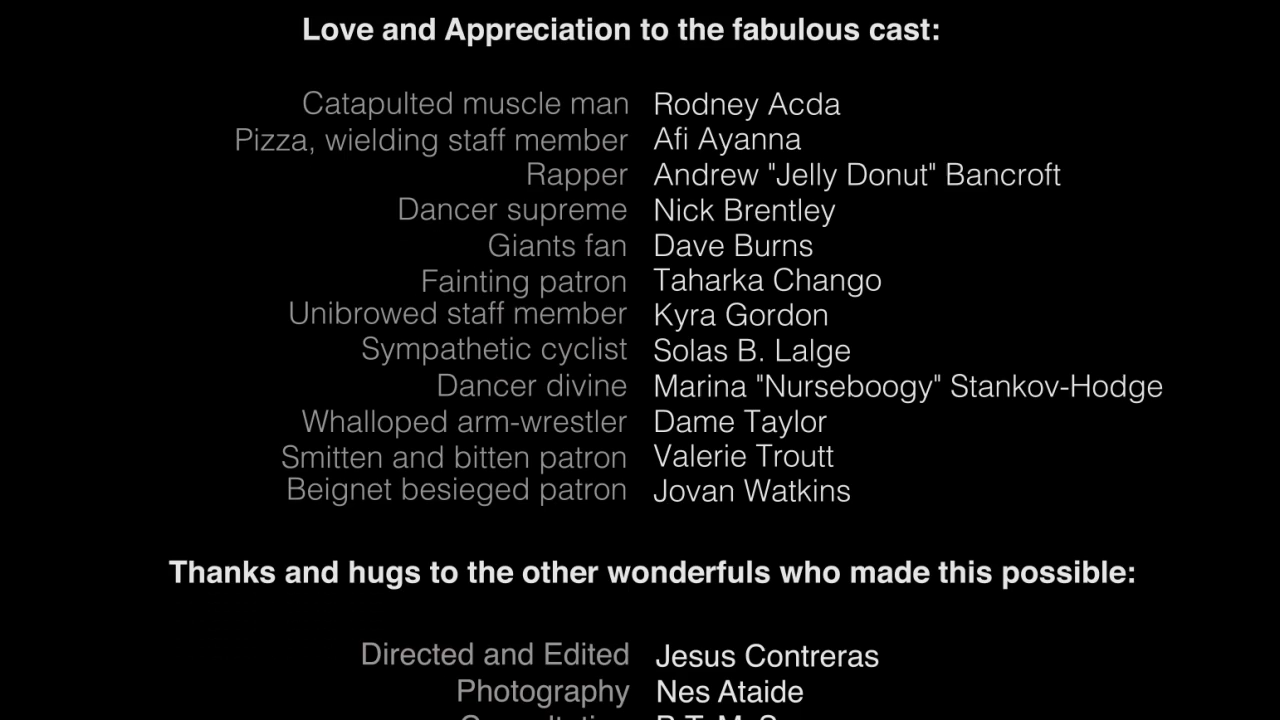 Love and Appreciation to the fabulous cast:
Catapulted muscle man Rodney Acda
Pizza, wielding staff member Afi Ayanna
Rapper Andrew "Jelly Donut" Bancroft
Dancer supreme Nick Brentley
Giants fan Dave Burns
Fainting patron Taharka Chango
Unibrowed staff member Kyra Gordon
Sympathetic cyclist Solas B. Lalge
Dancer divine Marina "Nurseboogy" Stankov-Hodge
Whalloped arm-wrestler Dame Taylor
Smitten and bitten patron Valerie Troutt
Beignet besieged patron Jovan Watkins
Thanks and hugs to the other wonderfuls who made this possible:
Directed and Edited Jesus Contreras
Photography Nes Ataide